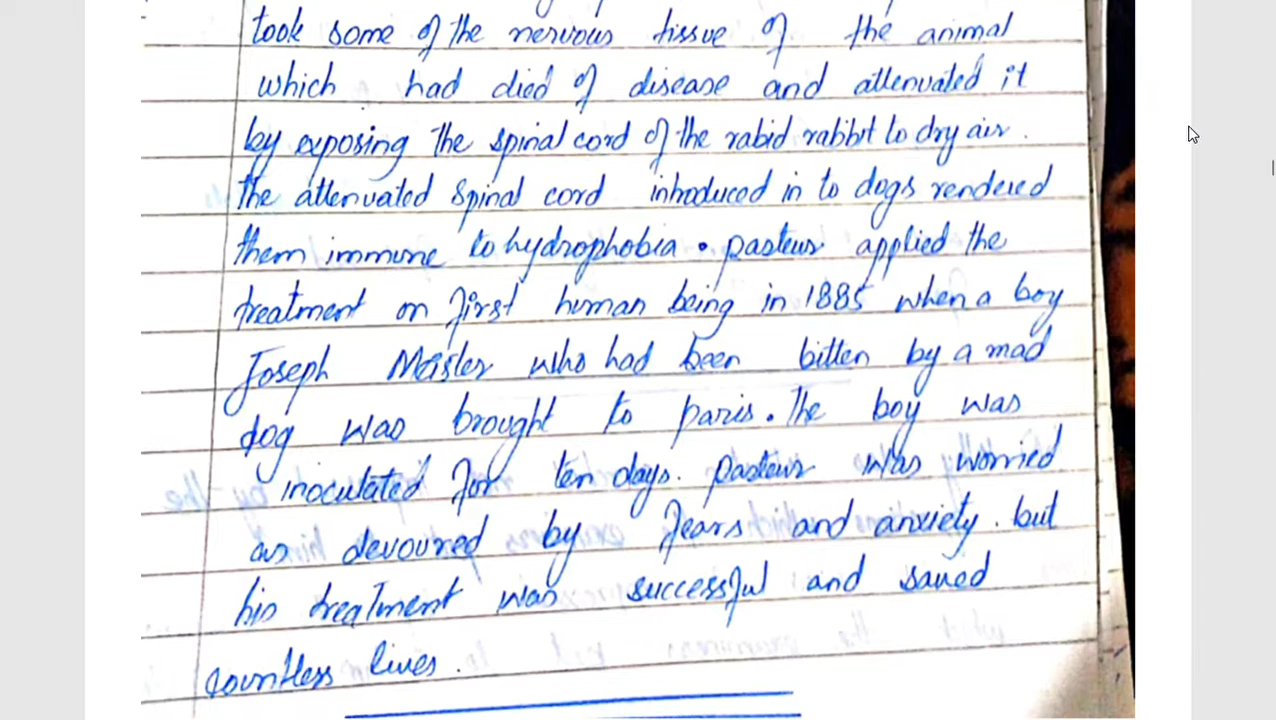 took some of the nervous tissue of the animal
which had died of disease and attenuated it
by exposing the spinal cord of the rabid rabbit to dry air.
The attenuated spinal cord introduced in to dogs rendered
them immune to hydrophobia. pasteur applied the
treatment on first human being in 1885 when a boy
Joseph Meister who had been bitten by a mad
dog was brought to paris. The boy was
inoculated for ten days. pasteur was worried
as devoured by fears and anxiety. but
his treatment was successful and saved
countless lives.